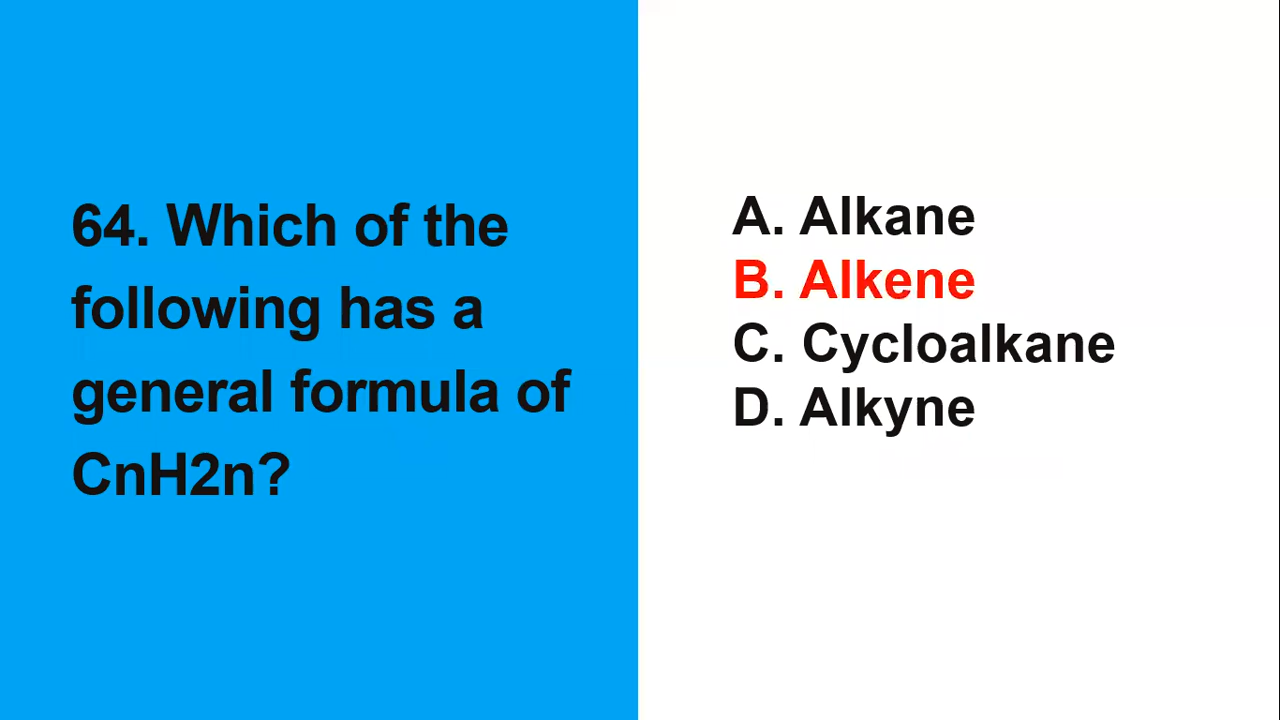 64. Which of the
following has a
general formula of
CnH2n?
A. Alkane
B. Alkene
C. Cycloalkane
D. Alkyne